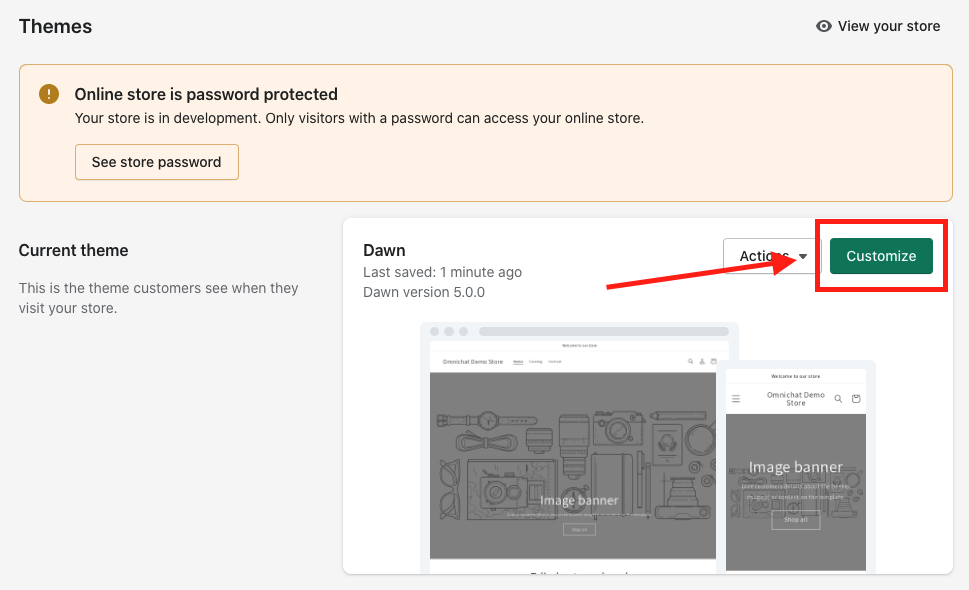 Themes
View your store
Online store is password protected
Your store is in development. Only visitors with a password can access your online store.
See store password
Current theme
This is the theme customers see when they
visit your store.
Dawn
Last saved: 1 minute ago
Dawn version 5.0.0
Actions
Customize
Welcome to our store
Omnichat Demo Store
Home Catalog Contact
Image banner
Shop all
Welcome to our store
Omnichat Demo
Store
Image banner
Give customers details about the banner
image(s) or content on the template.
Shop all